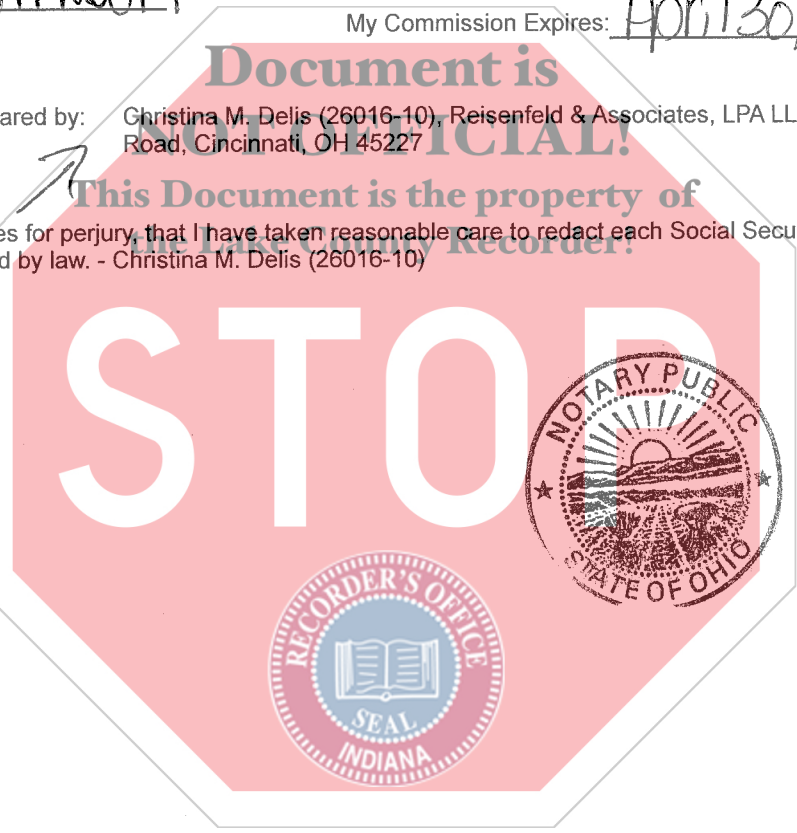 My Commission Expires: April 30,
Document is
ared by: Christina M. Delis (26016-10), Reisenfeld & Associates, LPA LL
NOT OFFICIAL!
Road, Cincinnati, OH 45227
This Document is the property of
es for perjury, that I have taken reasonable care to redact each Social Secu
the Lake County Recorder!
d by law. - Christina M. Delis (26016-10)
STOP
NOTARY PUBLIC
STATE OF OHIO
RECORDER'S OFFICE
SEAL
INDIANA